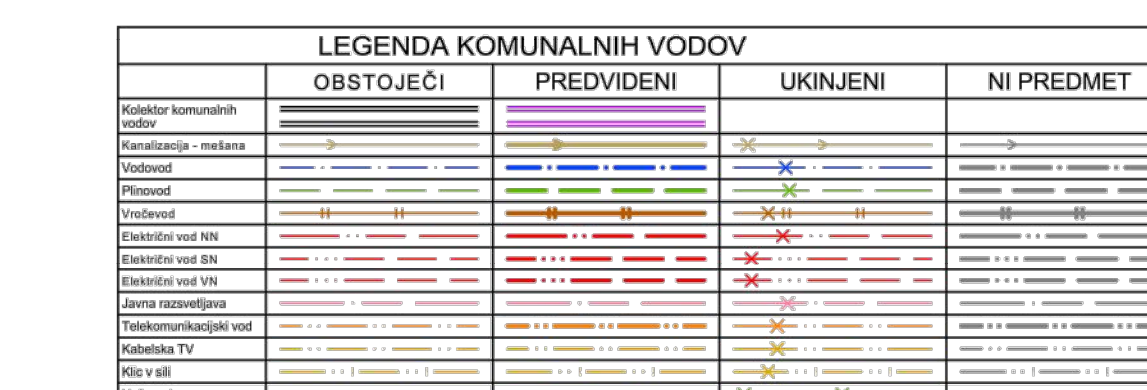 LEGENDA KOMUNALNIH VODOV
OBSTOJEČI PREDVIDENI UKINJENI NI PREDMET
Kolektor komunalnih
vodov
Kanalizacija - mešana
Vodovod
Plinovod
Vročevod
Električni vod NN
Električni vod SN
Električni vod VN
Javna razsvetljava
Telekomunikacijski vod
Kabelska TV
Klic v sili